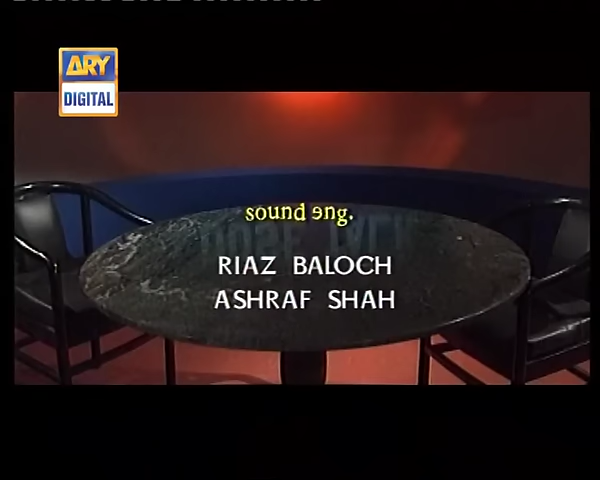 ARY
DIGITAL
sound eng.
RIAZ BALOCH
ASHRAF SHAH